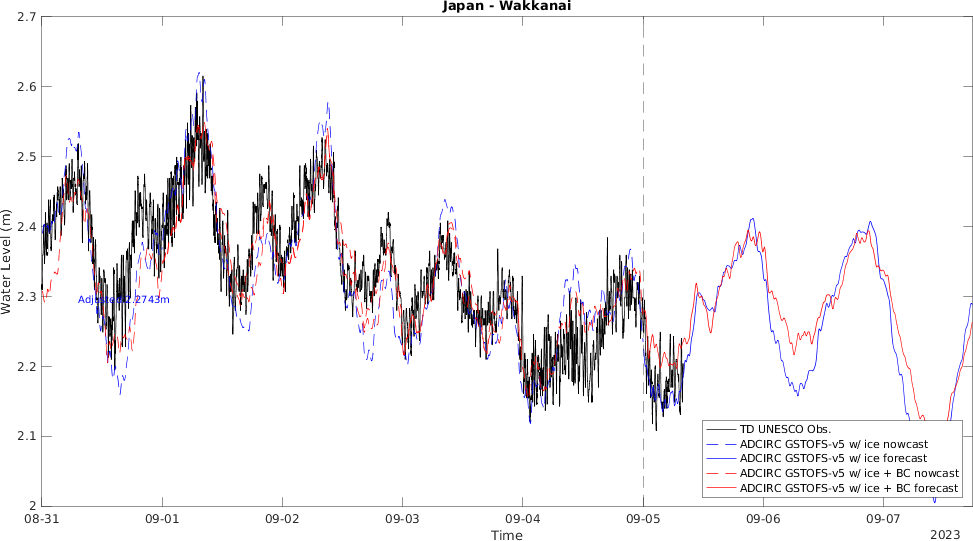 Japan - Wakkanai
2.7
2.6
2.5
2.4
2.3
2.2
2.1
2
Water Level (m)
08-31
09-01
09-02
09-03
09-04
09-05
09-06
09-07
Time
2023
TD UNESCO Obs.
ADCIRC GSTOFS-v5 w/ ice nowcast
ADCIRC GSTOFS-v5 w/ ice forecast
ADCIRC GSTOFS-v5 w/ ice + BC nowcast
ADCIRC GSTOFS-v5 w/ ice + BC forecast